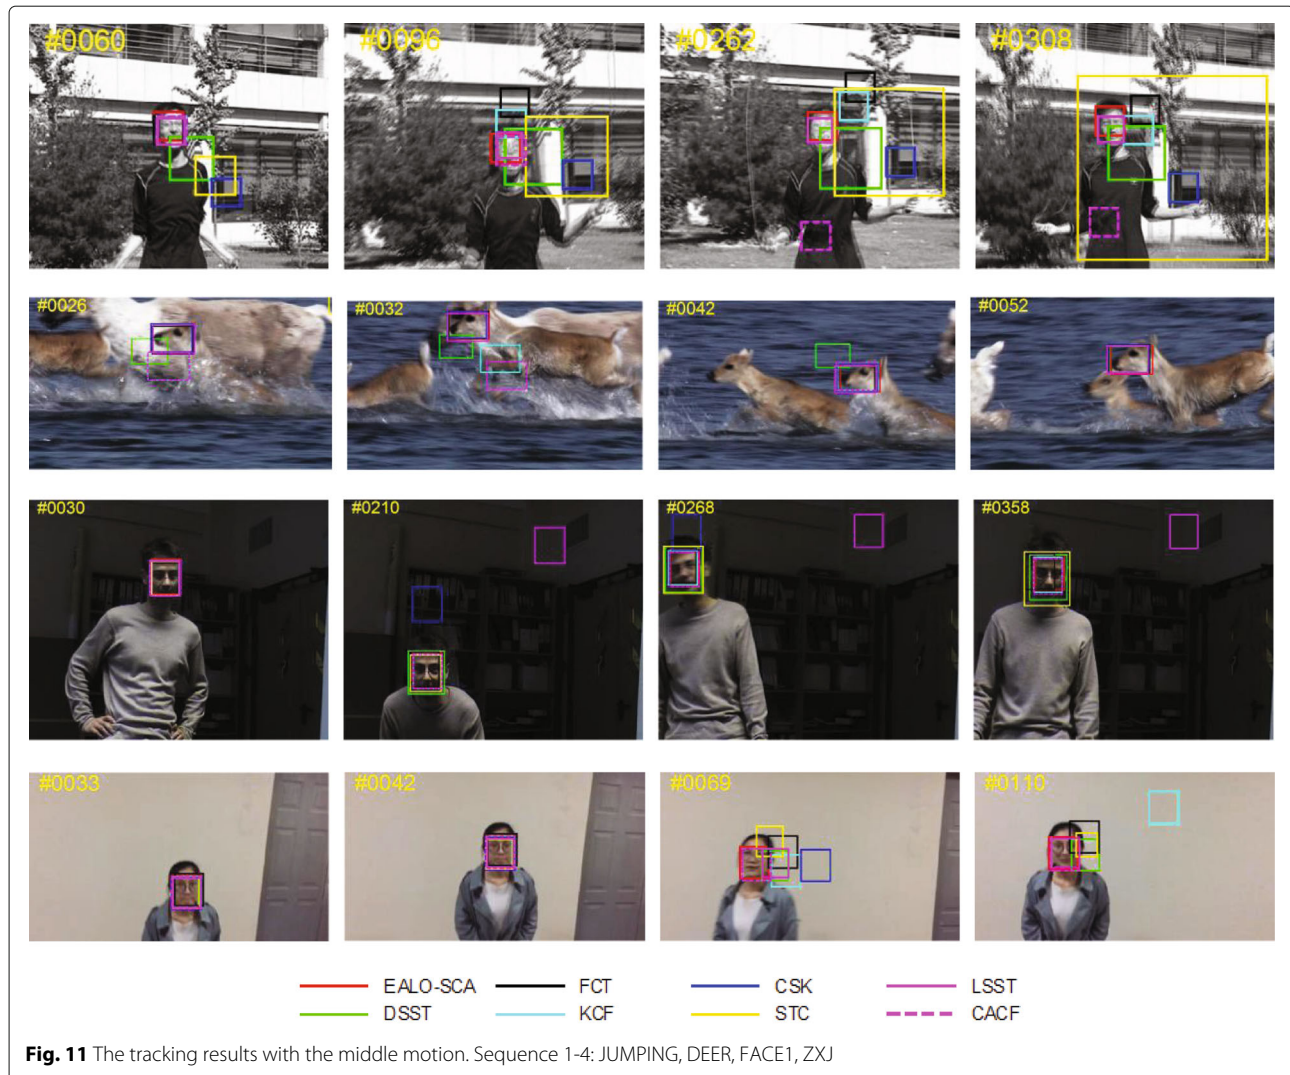 #0060 #0096 #0262 #0308
#0026 #0032 #0042 #0052
#0030 #0210 #0268 #0358
#0033 #0042 #0069 #0110
EALO-SCA FCT CSK LSST
DSST KCF STC CACF
Fig. 11 The tracking results with the middle motion. Sequence 1-4: JUMPING, DEER, FACE1, ZXJ